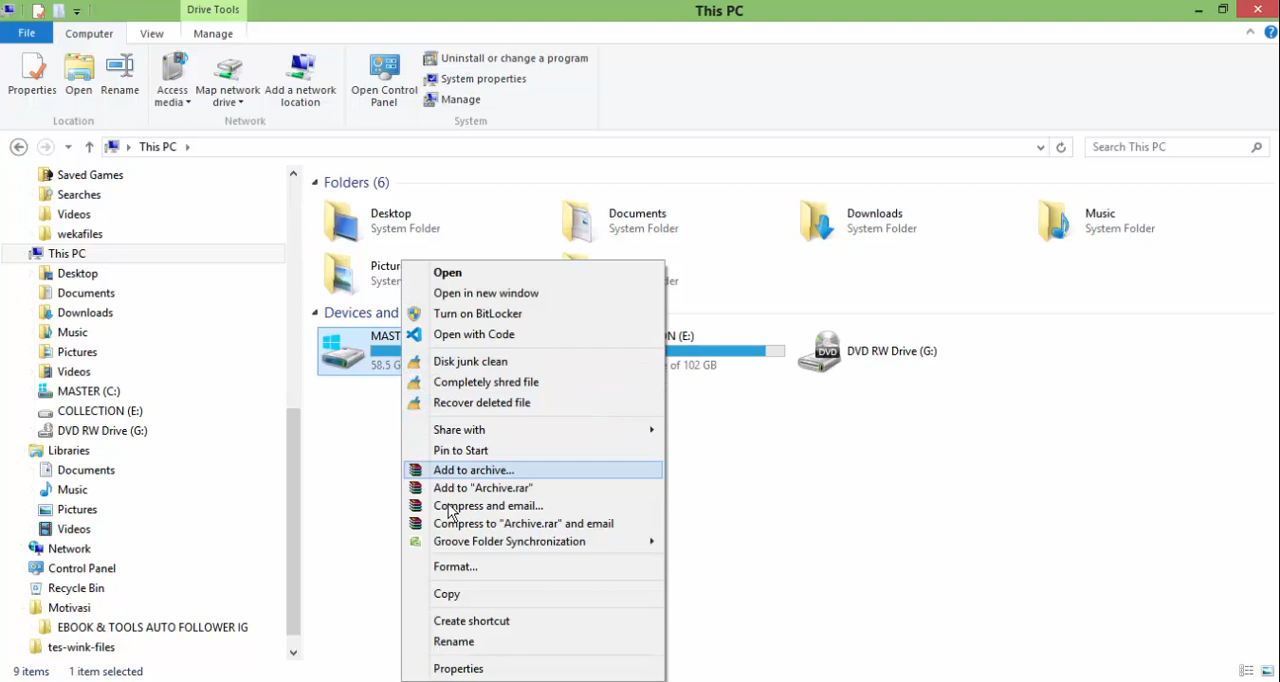 Drive Tools
This PC
File
Computer
View
Manage
Properties
Open
Rename
Access media
Map network drive
Add a network location
Open Control Panel
Uninstall or change a program
System properties
Manage
Location
Network
System
This PC
Search This PC
Saved Games
Searches
Videos
wekafiles
This PC
Desktop
Documents
Downloads
Music
Pictures
Videos
MASTER (C:)
COLLECTION (E:)
DVD RW Drive (G:)
Libraries
Documents
Music
Pictures
Videos
Network
Control Panel
Recycle Bin
Motivasi
EBOOK & TOOLS AUTO FOLLOWER IG
tes-wink-files
Folders (6)
Desktop
System Folder
Documents
System Folder
Downloads
System Folder
Music
System Folder
Pictur
System
der
Devices and
MAST
58.5 G
N (E:)
e of 102 GB
DVD RW Drive (G:)
Open
Open in new window
Turn on BitLocker
Open with Code
Disk junk clean
Completely shred file
Recover deleted file
Share with
Pin to Start
Add to archive...
Add to "Archive.rar"
Compress and email...
Compress to "Archive.rar" and email
Groove Folder Synchronization
Format...
Copy
Create shortcut
Rename
Properties
9 items
1 item selected